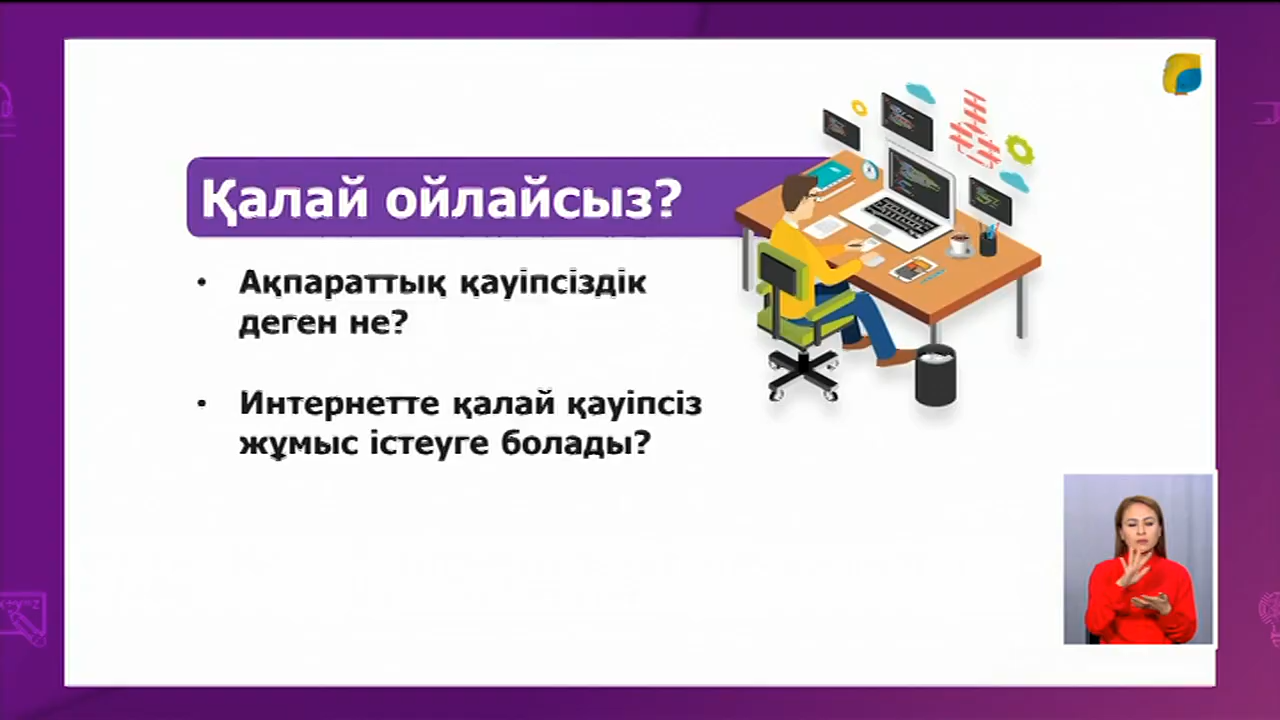 Қалай ойлайсыз?
• Ақпараттық қауіпсіздік
деген не?
• Интернетте қалай қауіпсіз
жұмыс істеуге болады?